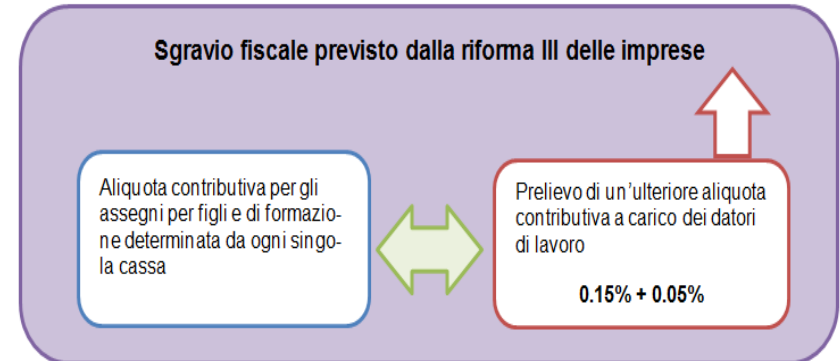 Sgravio fiscale previsto dalla riforma III delle imprese
Aliquota contributiva per gli
assegni per figli e di formazio-
ne determinata da ogni singo-
la cassa
Prelievo di un'ulteriore aliquota
contributiva a carico dei datori
di lavoro
0.15% + 0.05%